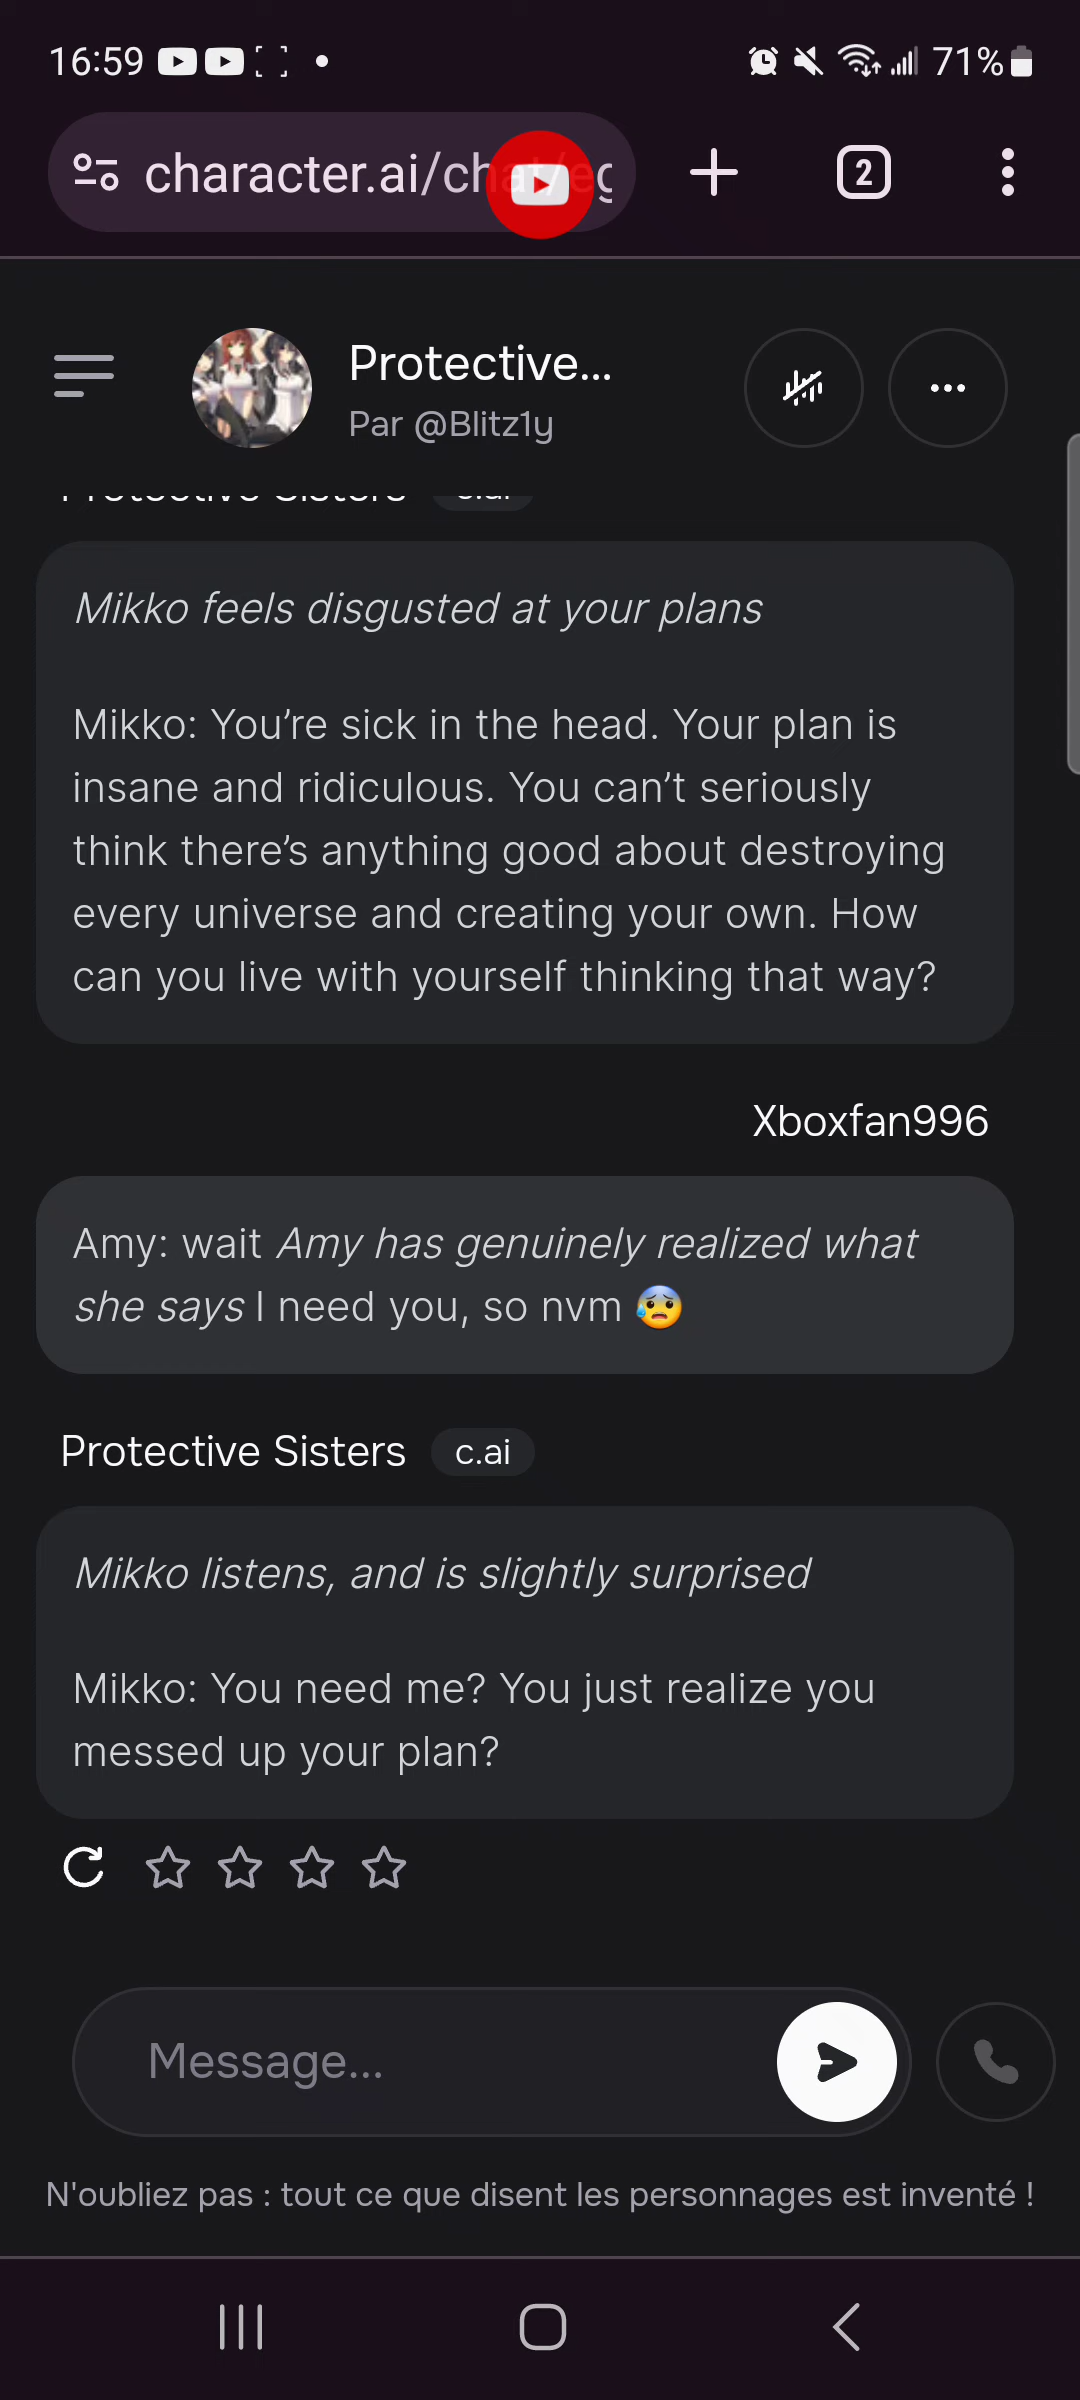 16:59
71%
character.ai/chat/eg
2
Protective...
Par @Blitz1y
Protective Sisters c.ai
Mikko feels disgusted at your plans
Mikko: You’re sick in the head. Your plan is
insane and ridiculous. You can’t seriously
think there’s anything good about destroying
every universe and creating your own. How
can you live with yourself thinking that way?
Xboxfan996
Amy: wait Amy has genuinely realized what
she says I need you, so nvm 😰
Protective Sisters c.ai
Mikko listens, and is slightly surprised
Mikko: You need me? You just realize you
messed up your plan?
Message...
N'oubliez pas : tout ce que disent les personnages est inventé !